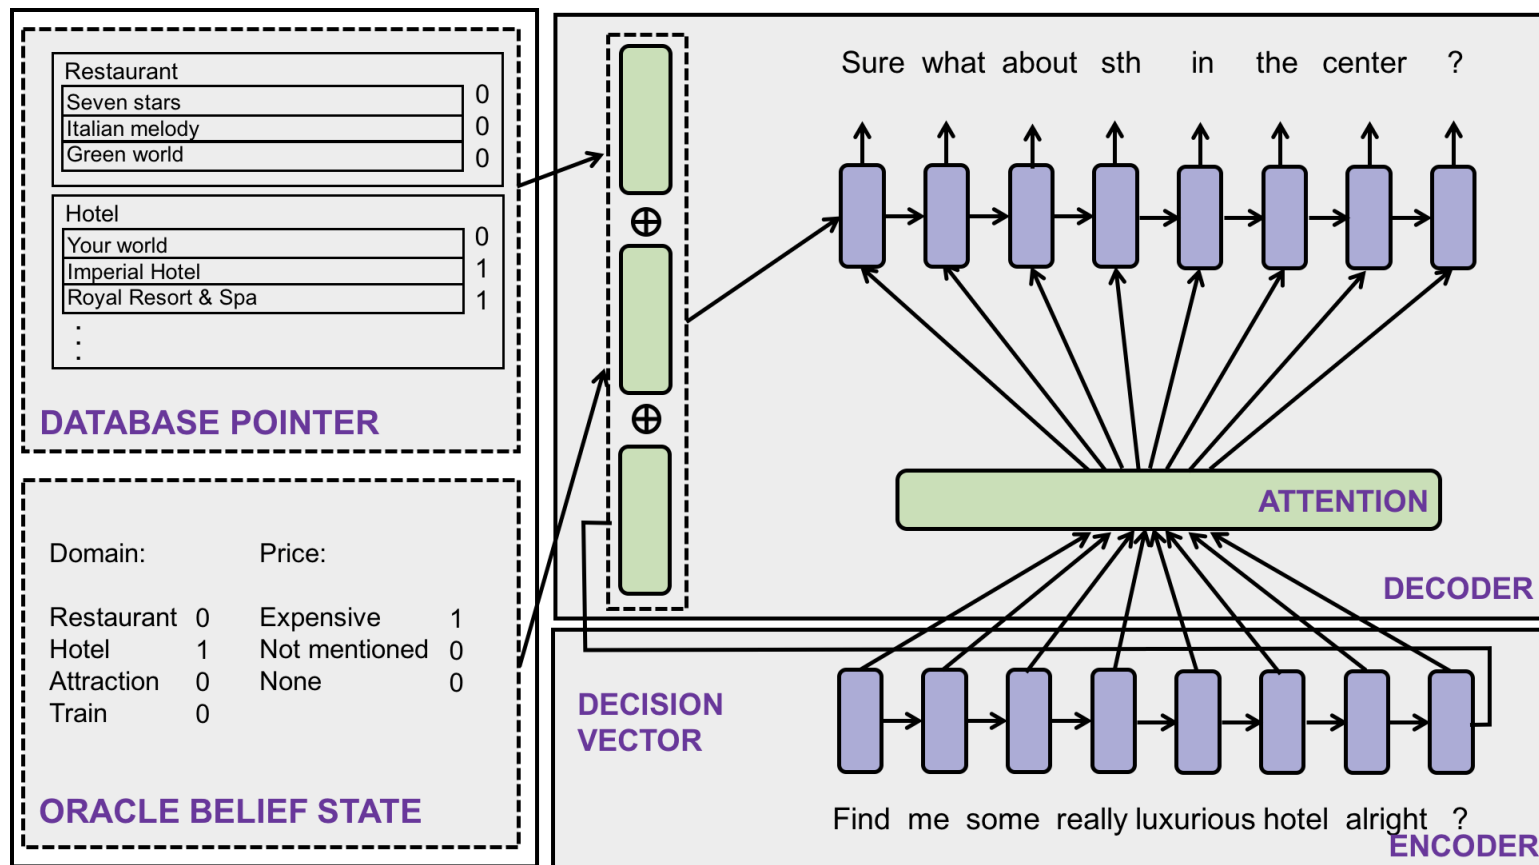 Restaurant
Seven stars 0
Italian melody 0
Green world 0
Hotel
Your world 0
Imperial Hotel 1
Royal Resort & Spa 1
DATABASE POINTER
Domain: Price:
Restaurant 0 Expensive 1
Hotel 1 Not mentioned 0
Attraction 0 None 0
Train 0
ORACLE BELIEF STATE
Sure what about sth in the center ?
ATTENTION
DECODER
DECISION
VECTOR
Find me some really luxurious hotel alright ?
ENCODER